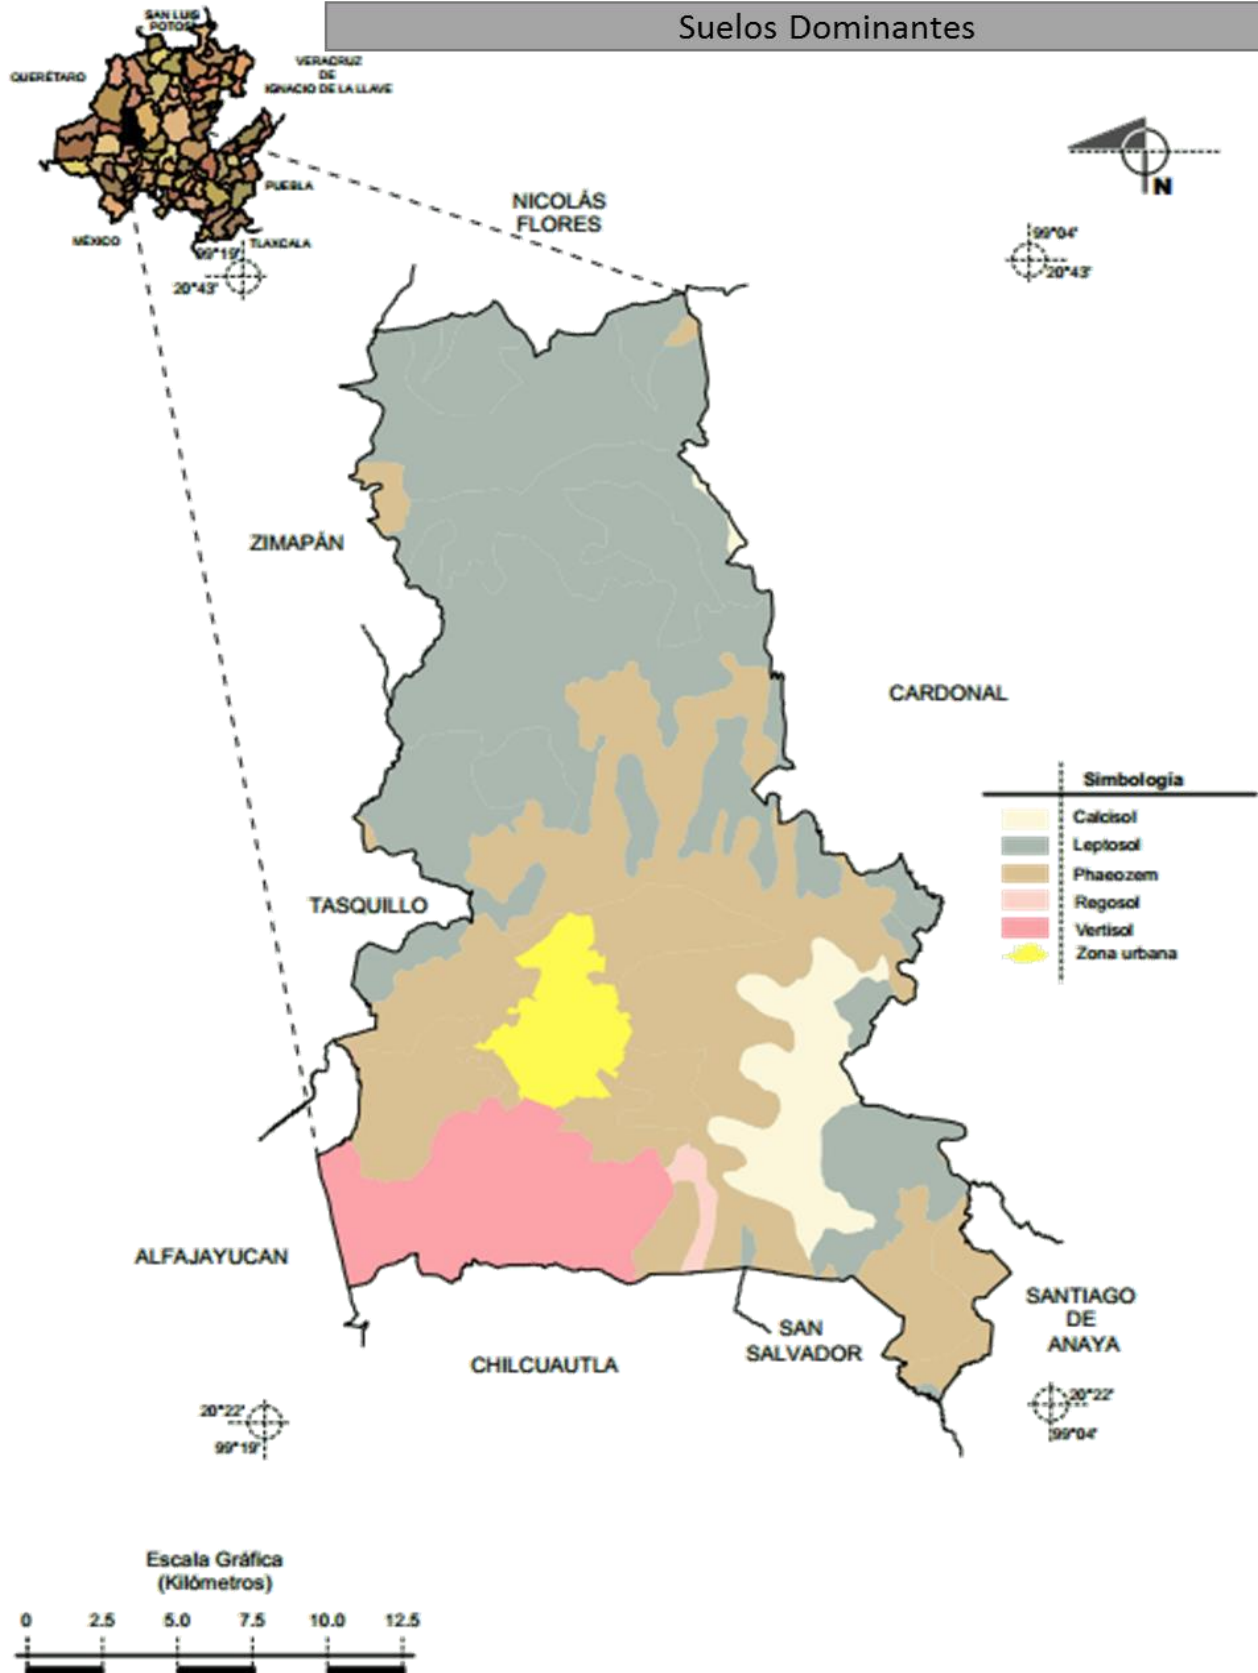 Suelos Dominantes
SAN LUIS
POTOSÍ
QUERÉTARO
VERACRUZ
DE
IGNACIO DE LA LLAVE
PUEBLA
MÉXICO
TLAXCALA
N
NICOLÁS
FLORES
99°19'
20°43'
99°04'
20°43'
ZIMAPÁN
CARDONAL
Simbología
Calcisol
Leptosol
Phaeozem
Regosol
Vertisol
Zona urbana
TASQUILLO
ALFAJAYUCAN
SANTIAGO
DE
ANAYA
SAN
SALVADOR
CHILCUAUTLA
20°22'
99°19'
20°22'
99°04'
Escala Gráfica
(Kilómetros)
0 2.5 5.0 7.5 10.0 12.5